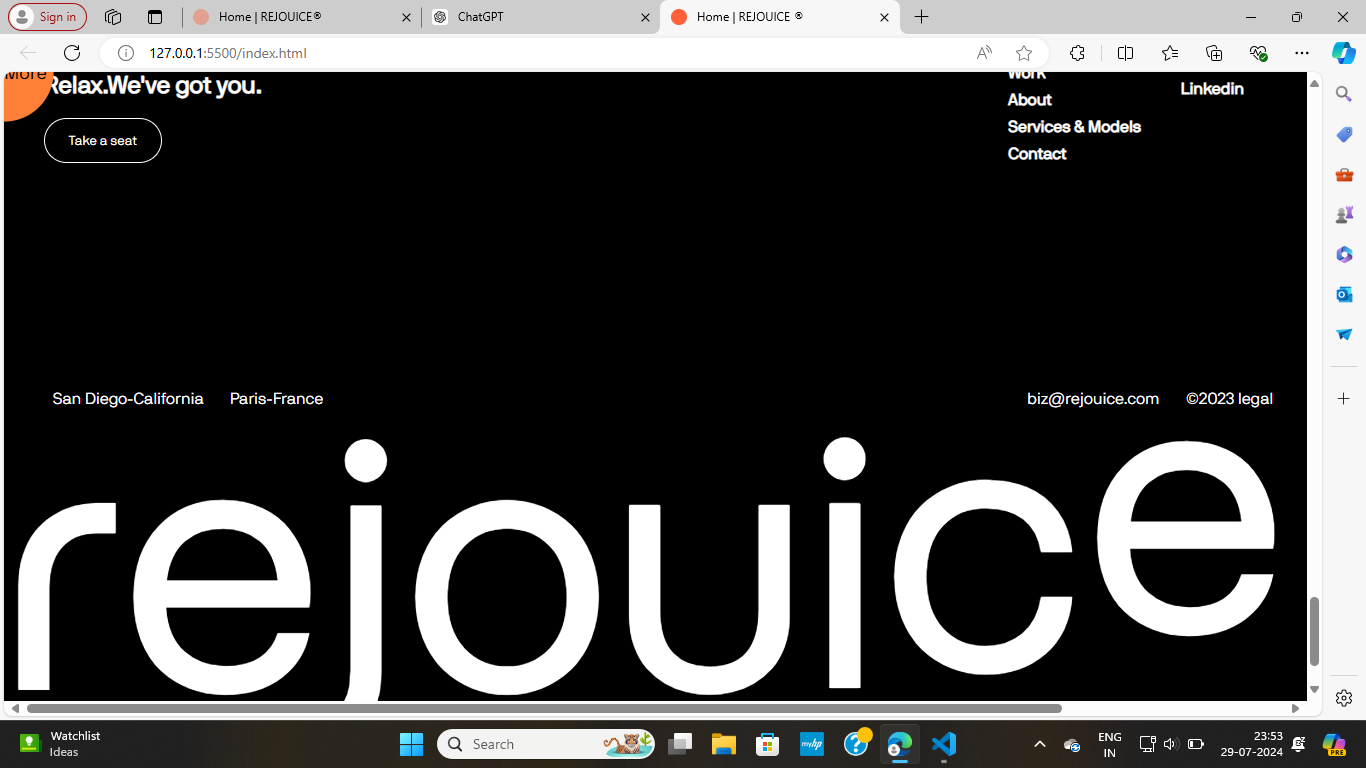 Sign in
Home | REJOUICE®
ChatGPT
Home | REJOUICE ®
127.0.0.1:5500/index.html
More
Relax.We've got you.
Take a seat
Work
About
Services & Models
Contact
Linkedin
San Diego-California Paris-France
biz@rejouice.com ©2023 legal
rejouice
Watchlist
Ideas
Search
myhp
ENG
IN
23:53
29-07-2024
PRE